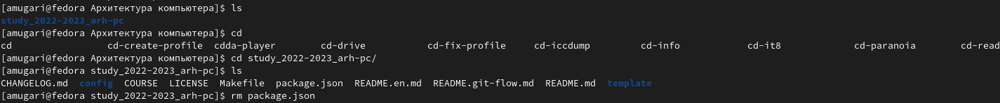 [amugari@fedora Архитектура компьютера]$ ls
study_2022-2023_arh-pc
[amugari@fedora Архитектура компьютера]$ cd
cd cd-create-profile cdda-player cd-drive cd-fix-profile cd-iccdump cd-info cd-it8 cd-paranoia cd-read
[amugari@fedora Архитектура компьютера]$ cd study_2022-2023_arh-pc/
[amugari@fedora study_2022-2023_arh-pc]$ ls
CHANGELOG.md config COURSE LICENSE Makefile package.json README.en.md README.git-flow.md README.md template
[amugari@fedora study_2022-2023_arh-pc]$ rm package.json